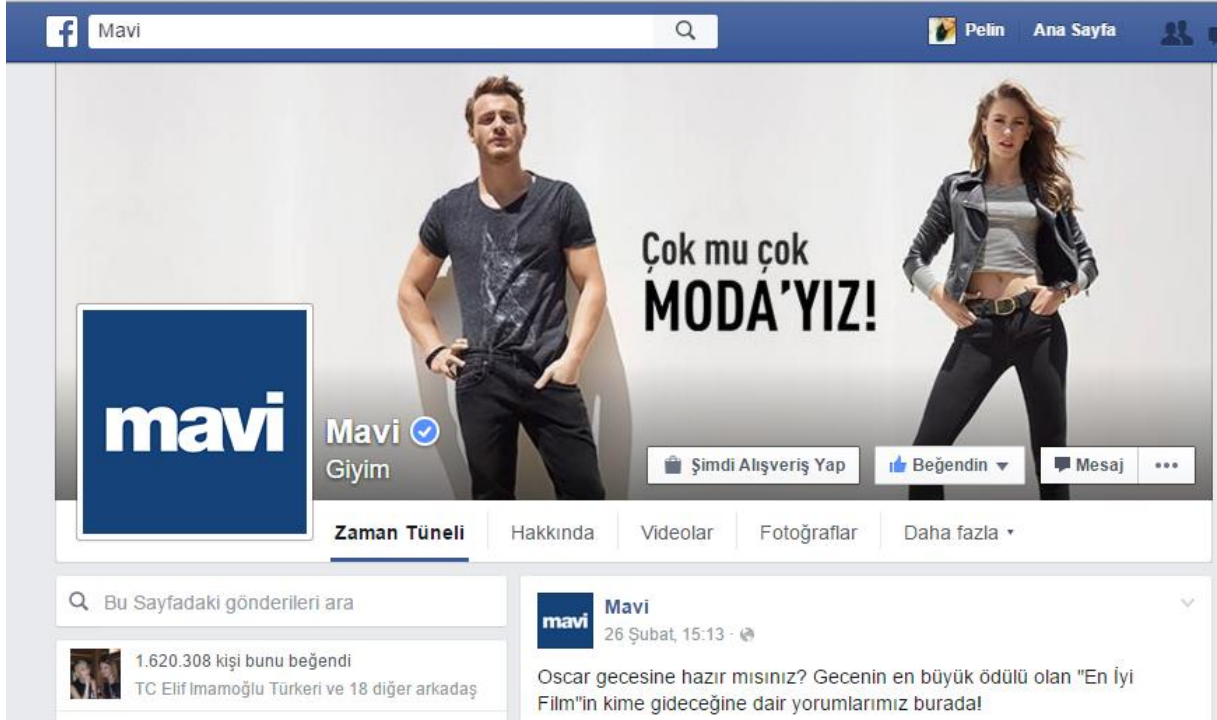 Mavi
Pelin
Ana Sayfa
Çok mu çok
MODA'YIZ!
mavi
Mavi
Giyim
Şimdi Alışveriş Yap
Beğendin
Mesaj
Zaman Tüneli
Hakkında
Videolar
Fotoğraflar
Daha fazla
Bu Sayfadaki gönderileri ara
1.620.308 kişi bunu beğendi
TC Elif Imamoğlu Türkeri ve 18 diğer arkadaş
mavi
Mavi
26 Şubat, 15:13 ·
Oscar gecesine hazır mısınız? Gecenin en büyük ödülü olan "En İyi
Film"in kime gideceğine dair yorumlarımız burada!